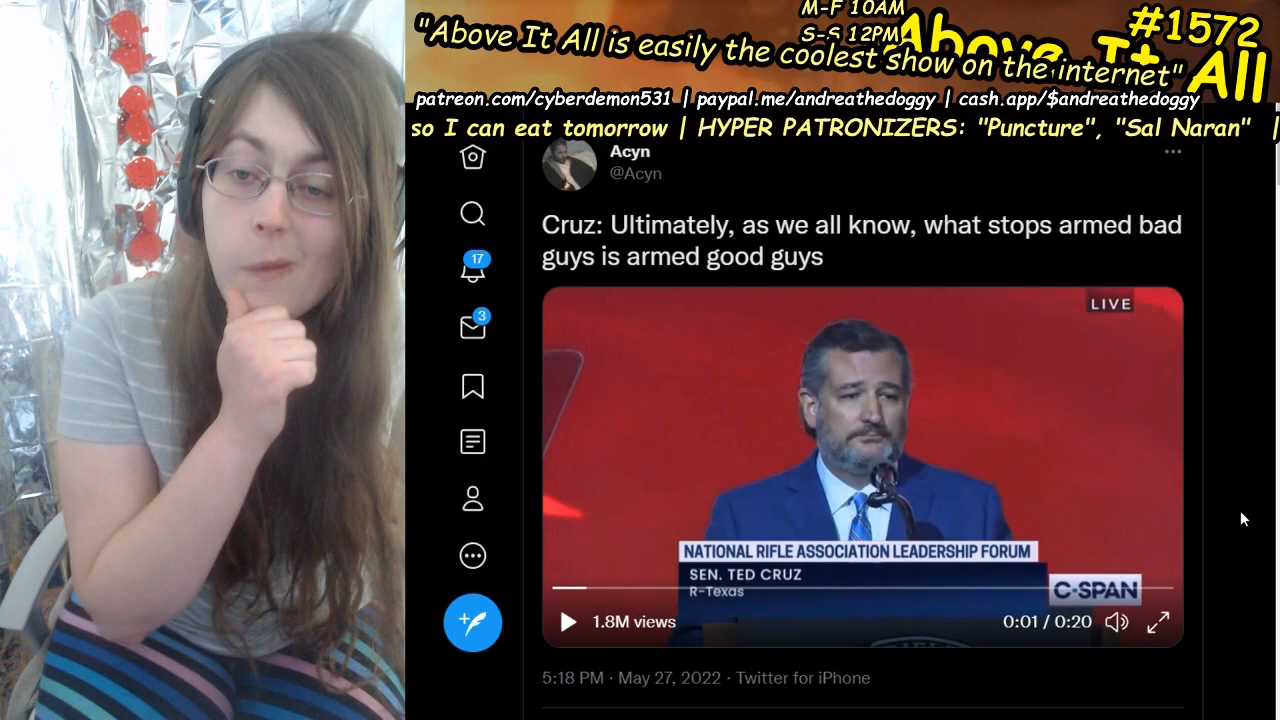 M-F 10AM
S-S 12PM
#1572
Above It All
"Above It All is easily the coolest show on the internet"
patreon.com/cyberdemon531 | paypal.me/andreathedoggy | cash.app/$andreathedoggy
so I can eat tomorrow | HYPER PATRONIZERS: "Puncture", "Sal Naran" |
Acyn
@Acyn
Cruz: Ultimately, as we all know, what stops armed bad
guys is armed good guys
17
3
LIVE
NATIONAL RIFLE ASSOCIATION LEADERSHIP FORUM
SEN. TED CRUZ
R-Texas
C-SPAN
1.8M views
0:01 / 0:20
5:18 PM · May 27, 2022 · Twitter for iPhone